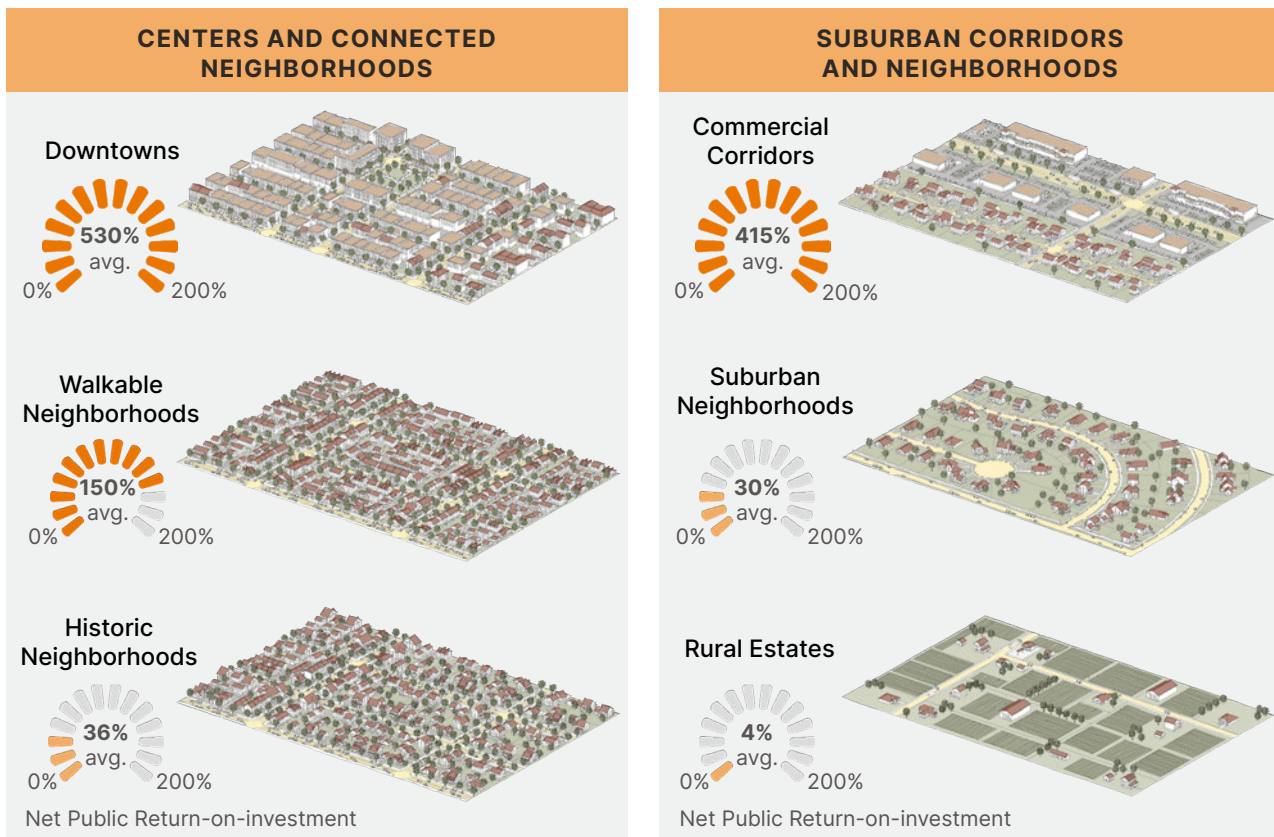 CENTERS AND CONNECTED
NEIGHBORHOODS
Downtowns
530%
avg.
0%
200%
Walkable
Neighborhoods
150%
avg.
0%
200%
Historic
Neighborhoods
36%
avg.
0%
200%
Net Public Return-on-investment
SUBURBAN CORRIDORS
AND NEIGHBORHOODS
Commercial
Corridors
415%
avg.
0%
200%
Suburban
Neighborhoods
30%
avg.
0%
200%
Rural Estates
4%
avg.
0%
200%
Net Public Return-on-investment